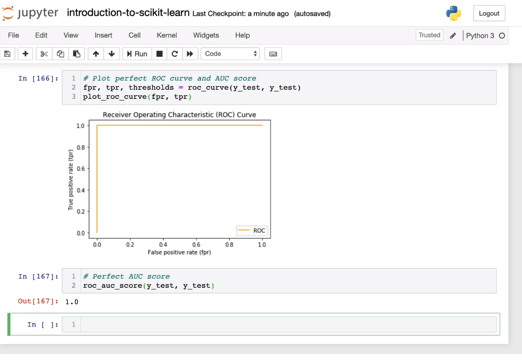 jupyter introduction-to-scikit-learn Last Checkpoint: a minute ago (autosaved)
Logout
File Edit View Insert Cell Kernel Widgets Help
Trusted Python 3
Run Code
In [166]: 1 # Plot perfect ROC curve and AUC score
2 fpr, tpr, thresholds = roc_curve(y_test, y_test)
3 plot_roc_curve(fpr, tpr)
Receiver Operating Characteristic (ROC) Curve
1.0
0.8
0.6
0.4
0.2
0.0
True positive rate (tpr)
ROC
0.0 0.2 0.4 0.6 0.8 1.0
False positive rate (fpr)
In [167]: 1 # Perfect AUC score
2 roc_auc_score(y_test, y_test)
Out[167]: 1.0
In [ ]: 1